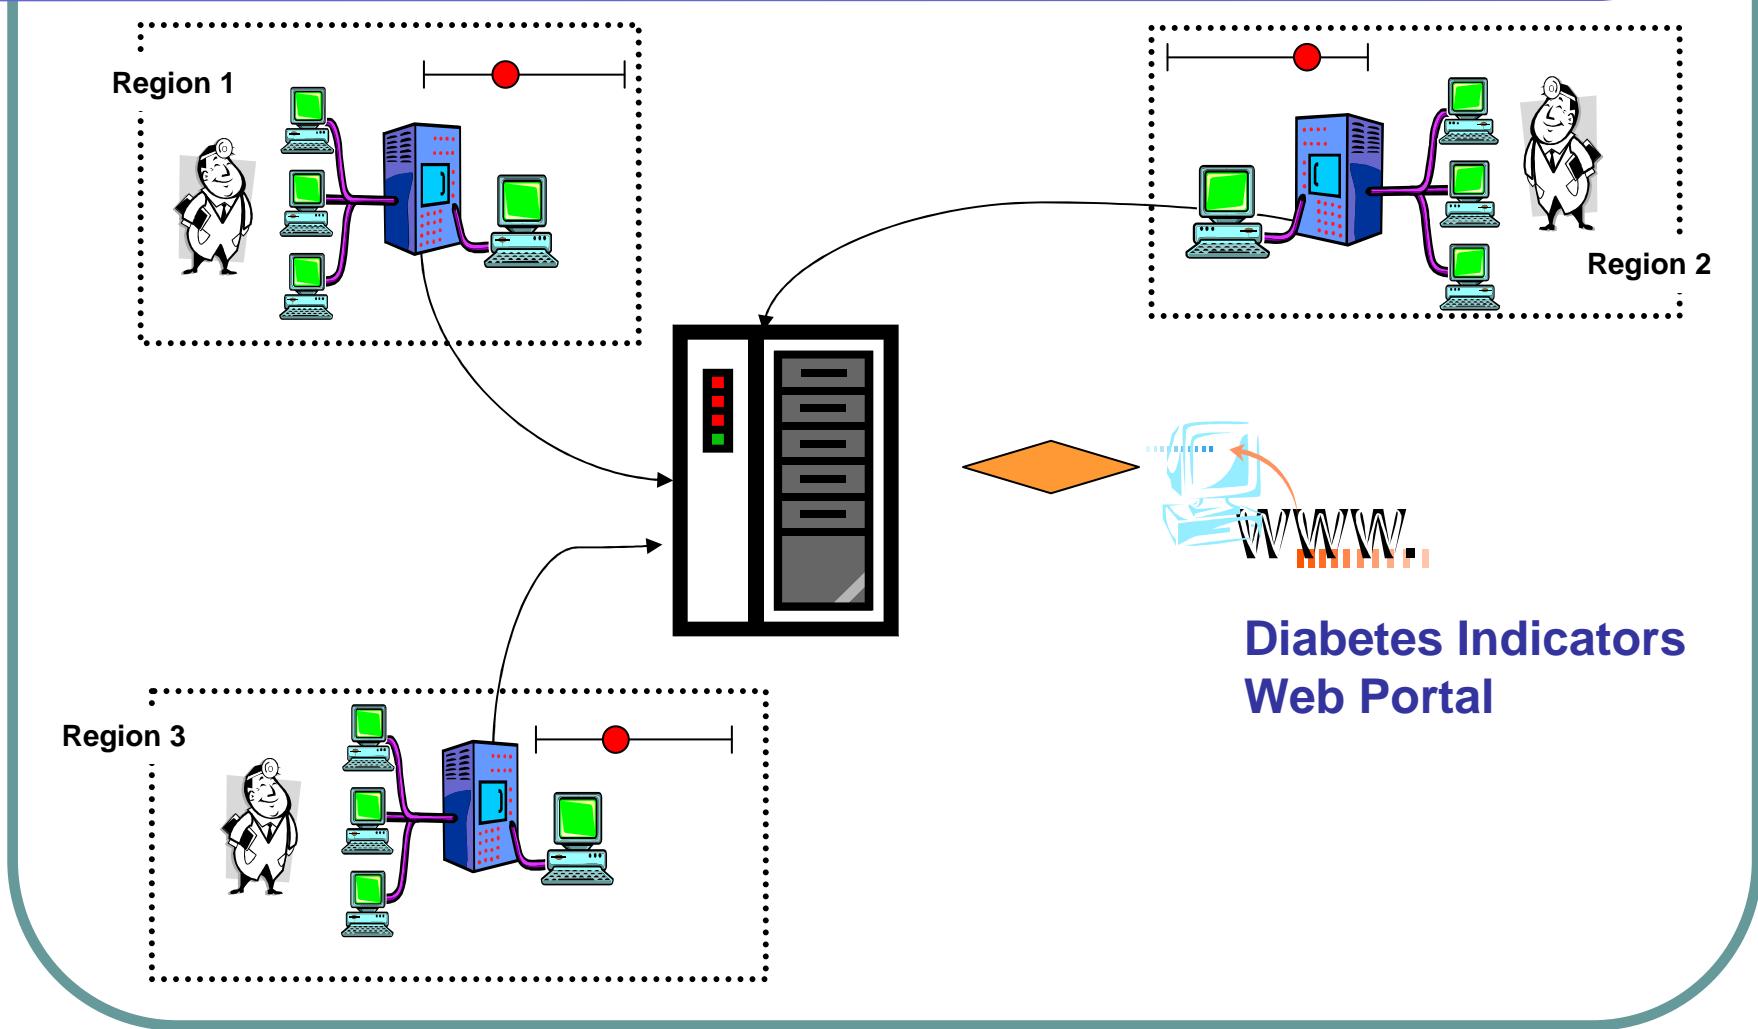 Region 1
Region 2
www.
Diabetes Indicators
Web Portal
Region 3